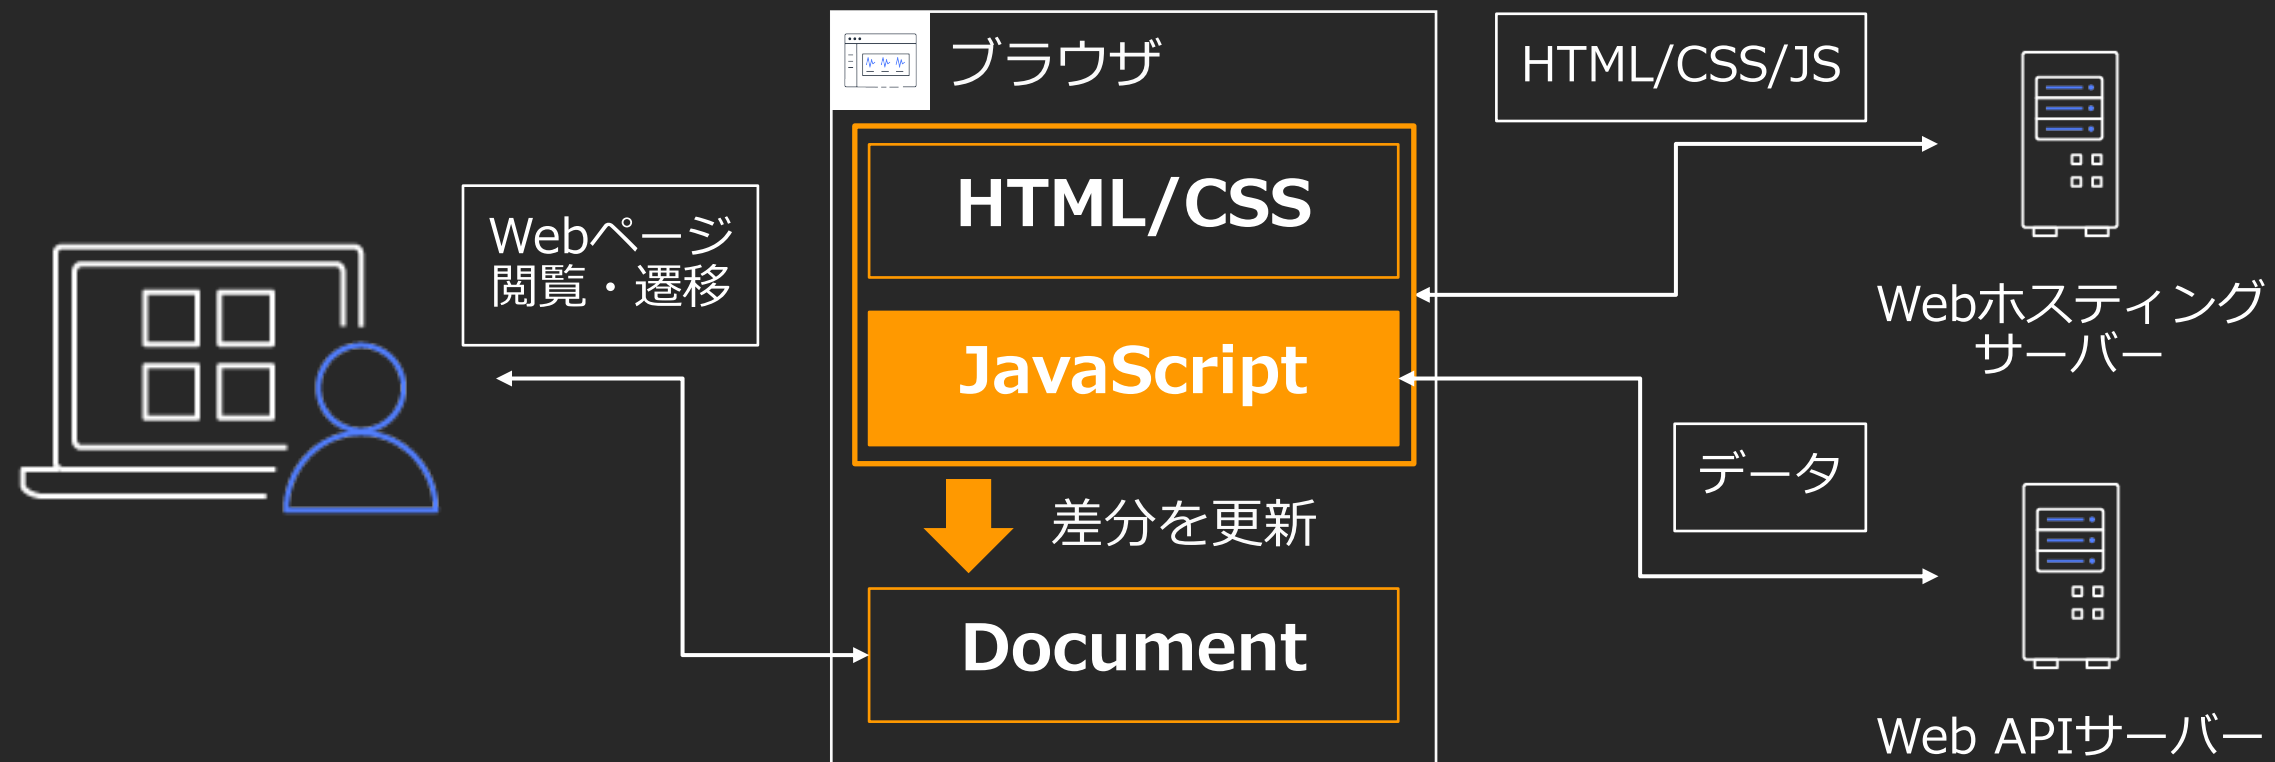 ブラウザ
HTML/CSS/JS
HTML/CSS
Webページ
閲覧・遷移
Webホスティング
サーバー
JavaScript
データ
差分を更新
Document
Web APIサーバー